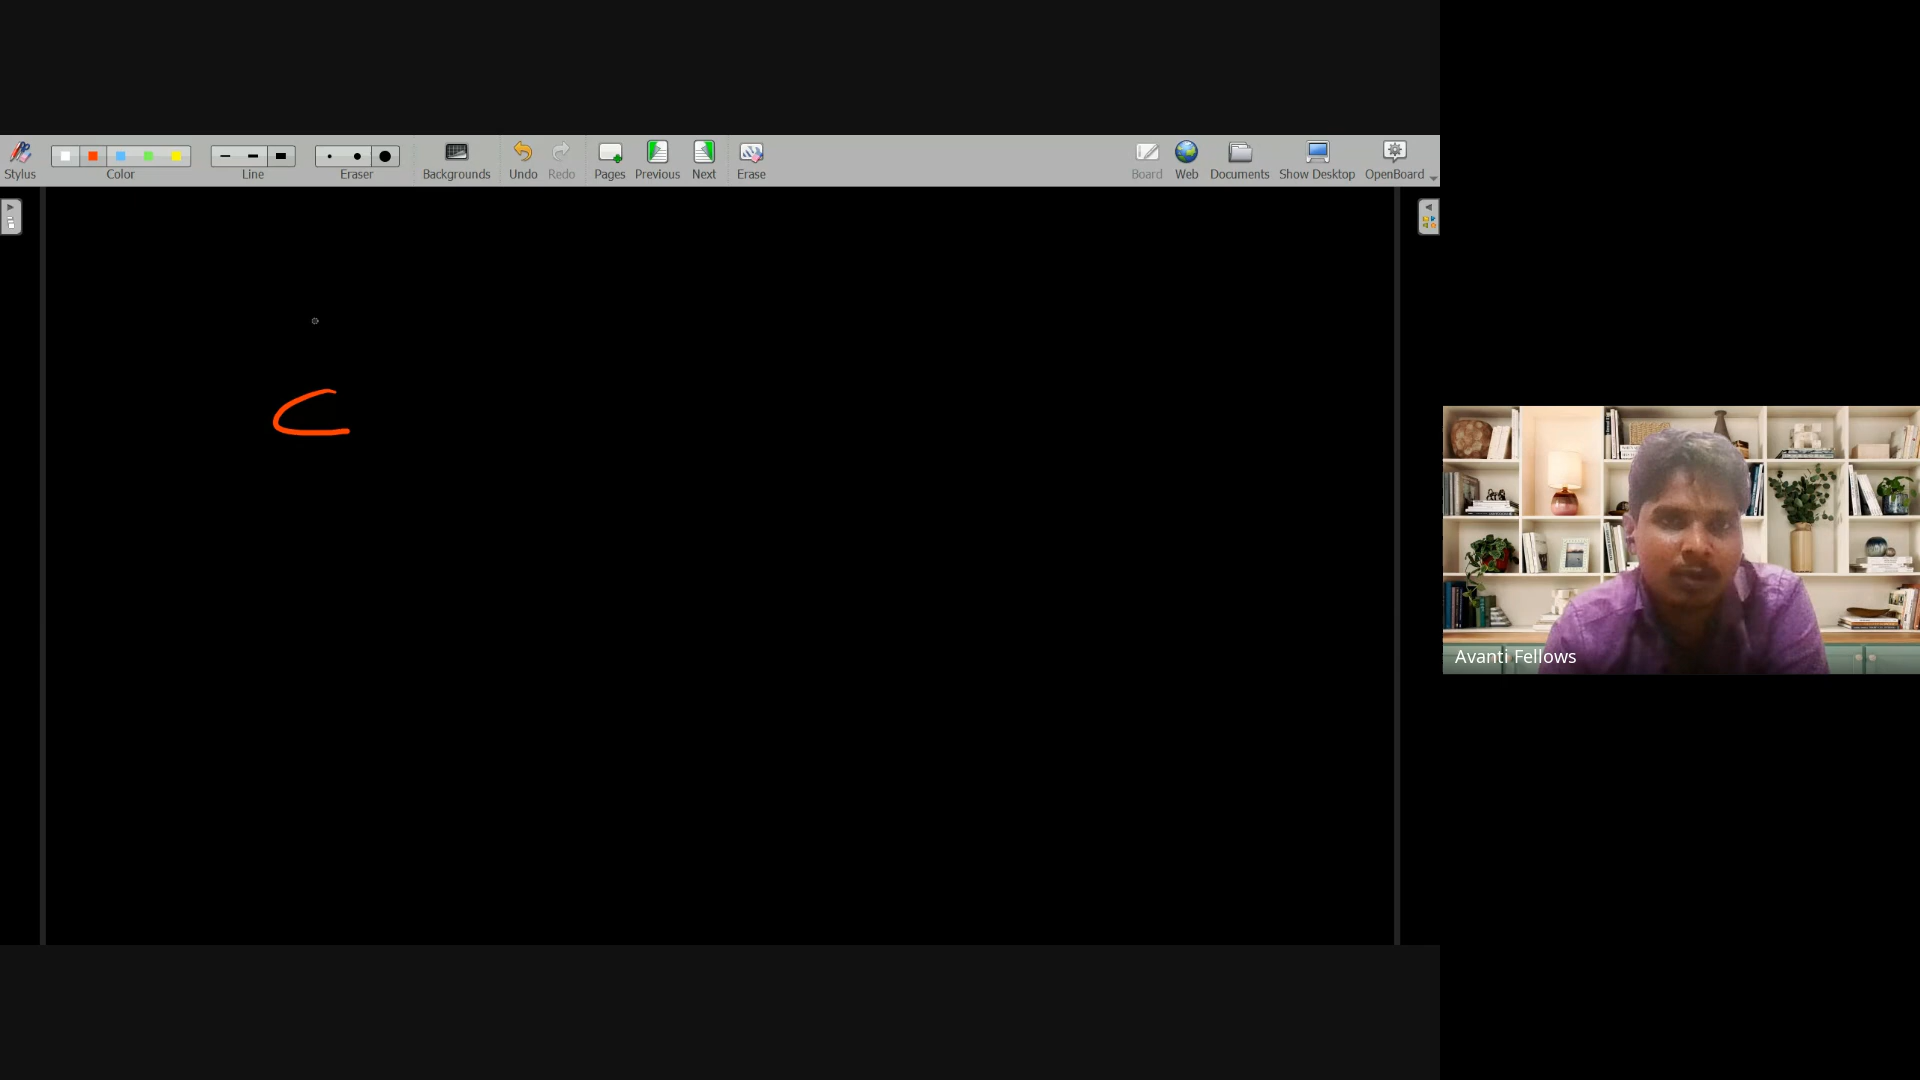 Stylus
Color
Line
Eraser
Backgrounds
Undo
Redo
Pages
Previous
Next
Erase
Board
Web
Documents
Show Desktop
OpenBoard
C
Avanti Fellows